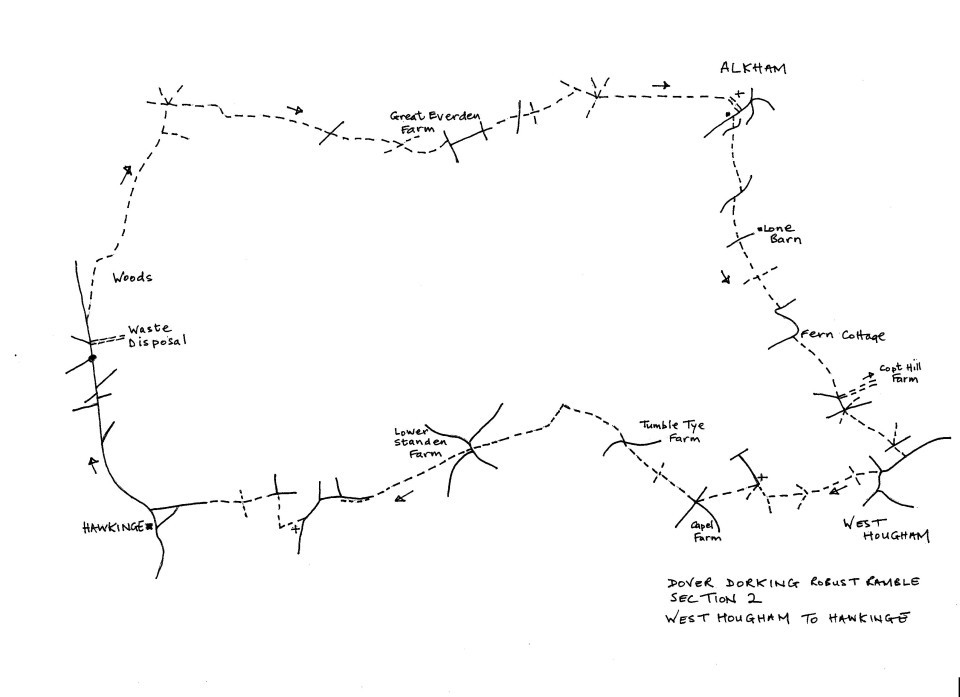 ALKHAM
Great Everden
Farm
Lone
Barn
Woods
Waste
Disposal
Fern Cottage
Copt Hill
Farm
Lower
Standen
Farm
Tumble Tye
Farm
Capel
Farm
HAWKINGE
WEST
HOUGHAM
DOVER DORKING ROBUST RAMBLE
SECTION 2
WEST HOUGHAM TO HAWKINGE